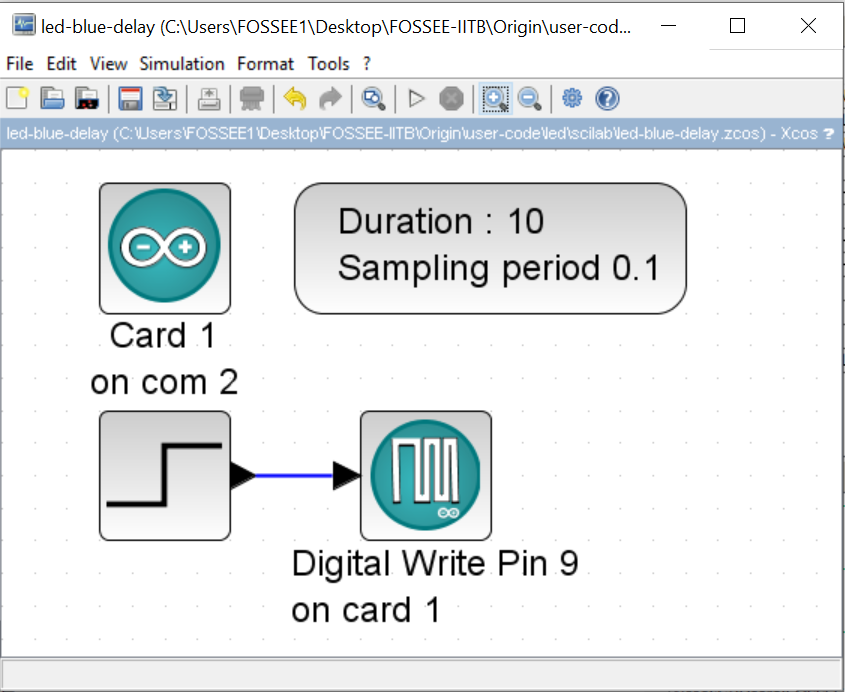 led-blue-delay (C:\Users\FOSSEE1\Desktop\FOSSEE-IITB\Origin\user-cod...
File Edit View Simulation Format Tools ?
led-blue-delay (C:\Users\FOSSEE1\Desktop\FOSSEE-IITB\Origin\user-code\led\scilab\led-blue-delay.zcos) - Xcos ?
Duration : 10
Sampling period 0.1
Card 1
on com 2
Digital Write Pin 9
on card 1